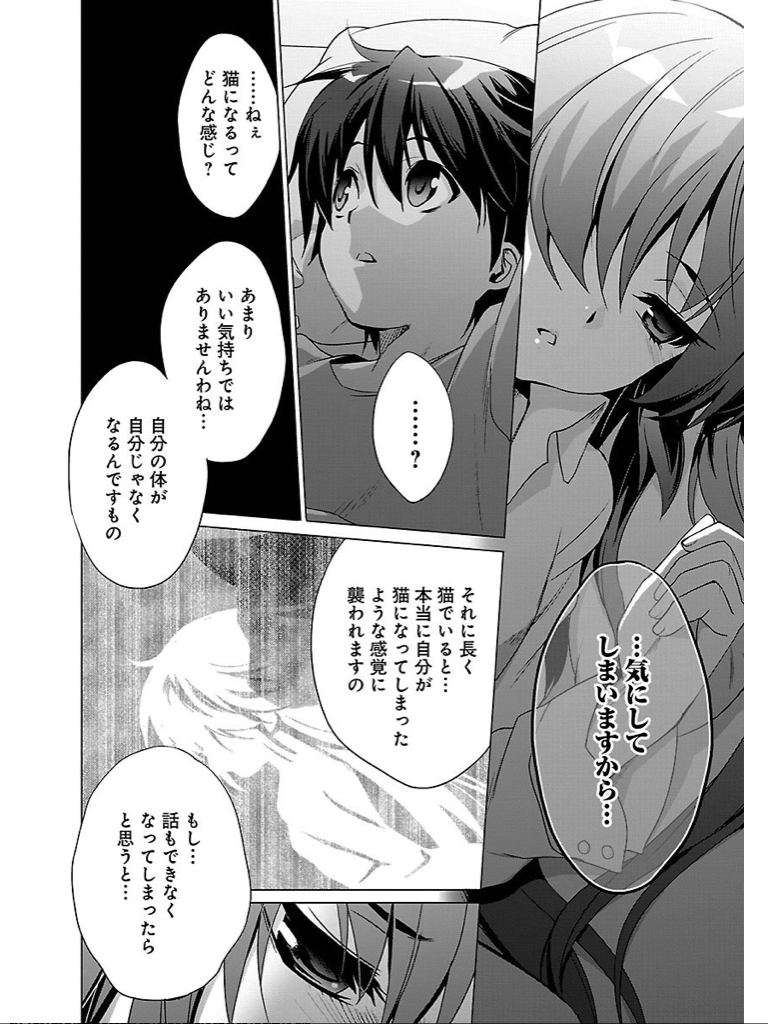 …気にして
しまいますから…
………?
……ねぇ
猫になるって
どんな感じ?
あまり
いい気持ちでは
ありませんわね…
自分の体が
自分じゃなく
なるんですもの
それに長く
猫でいると…
本当に自分が
猫になってしまった
ような感覚に
襲われますの
もし…
話もできなく
なってしまったら
と思うと…